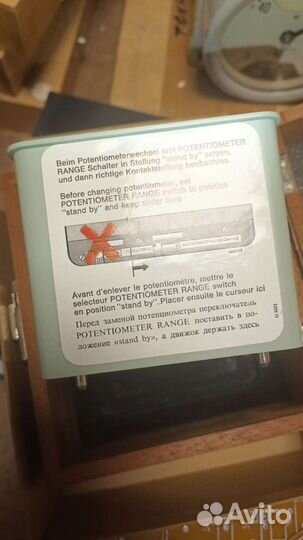 Beim Potentiometerwechsel erst POTENTIOMETER
RANGE Schalter in Stellung "stand by" setzen,
und dann richtige Kontaktstellung beobachten
Before changing potentiometer, set
POTENTIOMETER RANGE switch in position
"stand by" and keep slider here
Avant d'enlever le potentiomètre, mettre le
selecteur POTENTIOMETER RANGE switch
en position "stand by". Placer ensuite le curseur ici
Перед заменой потенциометра переключатель
POTENTIOMETER RANGE поставить в по-
ложение «stand by», а движок держать здесь
Avito